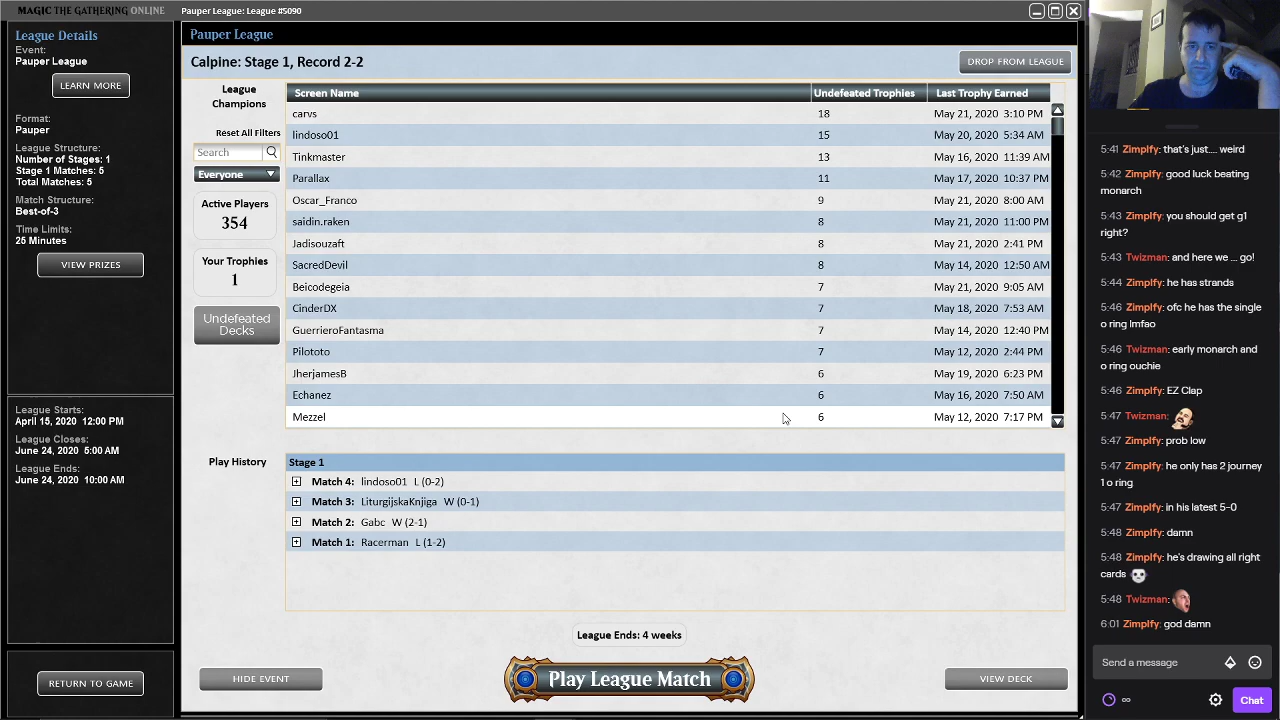 MAGIC THE GATHERING ONLINE
Pauper League: League #5090
League Details
Event:
Pauper League
LEARN MORE
Format:
Pauper
League Structure:
Number of Stages: 1
Stage 1 Matches: 5
Total Matches: 5
Match Structure:
Best-of-3
Time Limits:
25 Minutes
VIEW PRIZES
League Starts:
April 15, 2020 12:00 PM
League Closes:
June 24, 2020 5:00 AM
League Ends:
June 24, 2020 10:00 AM
RETURN TO GAME
Pauper League
Calpine: Stage 1, Record 2-2
DROP FROM LEAGUE
League
Champions
Reset All Filters
Search
Everyone
Active Players
354
Your Trophies
1
Undefeated
Decks
Screen Name Undefeated Trophies Last Trophy Earned
carvs 18 May 21, 2020 3:10 PM
lindoso01 15 May 20, 2020 5:34 AM
Tinkmaster 13 May 16, 2020 11:39 AM
Parallax 11 May 17, 2020 10:37 PM
Oscar_Franco 9 May 21, 2020 8:00 AM
saidin.raken 8 May 21, 2020 11:00 PM
Jadisouzaft 8 May 21, 2020 2:41 PM
SacredDevil 8 May 14, 2020 12:50 AM
Beicodegeia 7 May 21, 2020 9:05 AM
CinderDX 7 May 18, 2020 7:53 AM
GuerrieroFantasma 7 May 14, 2020 12:40 PM
Pilototo 7 May 12, 2020 2:44 PM
JherjamesB 6 May 19, 2020 6:23 PM
Echanez 6 May 16, 2020 7:50 AM
Mezzel 6 May 12, 2020 7:17 PM
Play History
Stage 1
Match 4: lindoso01 L (0-2)
Match 3: LiturgijskaKnjiga W (0-1)
Match 2: Gabc W (2-1)
Match 1: Racerman L (1-2)
League Ends: 4 weeks
HIDE EVENT
Play League Match
VIEW DECK
5:41 Zimplfy: that's just.... weird
5:42 Zimplfy: good luck beating
monarch
5:43 Zimplfy: you should get g1
right?
5:43 Twizman: and here we ... go!
5:44 Zimplfy: he has strands
5:46 Zimplfy: ofc he has the single
o ring lmfao
5:46 Twizman: early monarch and
o ring ouchie
5:46 Zimplfy: EZ Clap
5:47 Twizman:
5:47 Zimplfy: prob low
5:47 Zimplfy: he only has 2 journey
1 o ring
5:47 Zimplfy: in his latest 5-0
5:48 Zimplfy: damn
5:48 Zimplfy: he's drawing all right
cards
5:48 Twizman:
6:01 Zimplfy: god damn
Send a message
∞
Chat